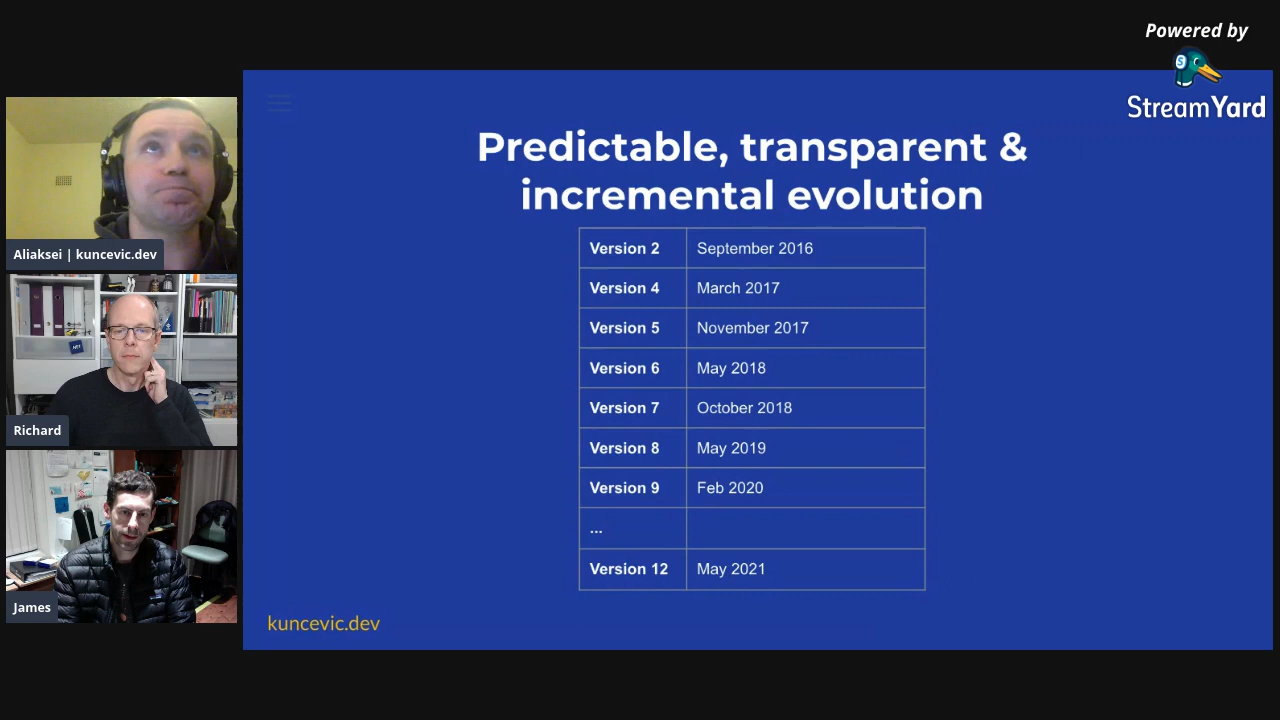 Powered by
StreamYard
Predictable, transparent &
incremental evolution
Version 2 September 2016
Version 4 March 2017
Version 5 November 2017
Version 6 May 2018
Version 7 October 2018
Version 8 May 2019
Version 9 Feb 2020
...
Version 12 May 2021
kuncevic.dev
Aliaksei | kuncevic.dev
Richard
James